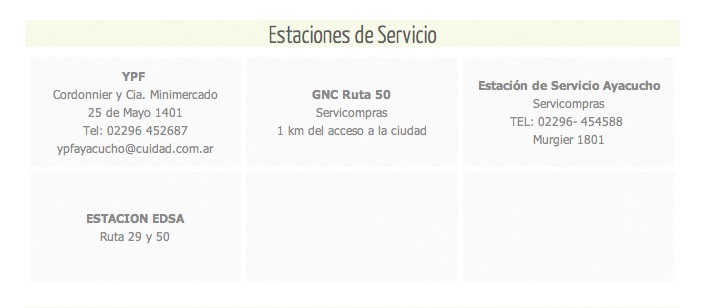 Estaciones de Servicio
YPF
Cordonnier y Cia. Minimercado
25 de Mayo 1401
Tel: 02296 452687
ypfayacucho@cuidad.com.ar
GNC Ruta 50
Servicompras
1 km del acceso a la ciudad
Estación de Servicio Ayacucho
Servicompras
TEL: 02296- 454588
Murgier 1801
ESTACION EDSA
Ruta 29 y 50